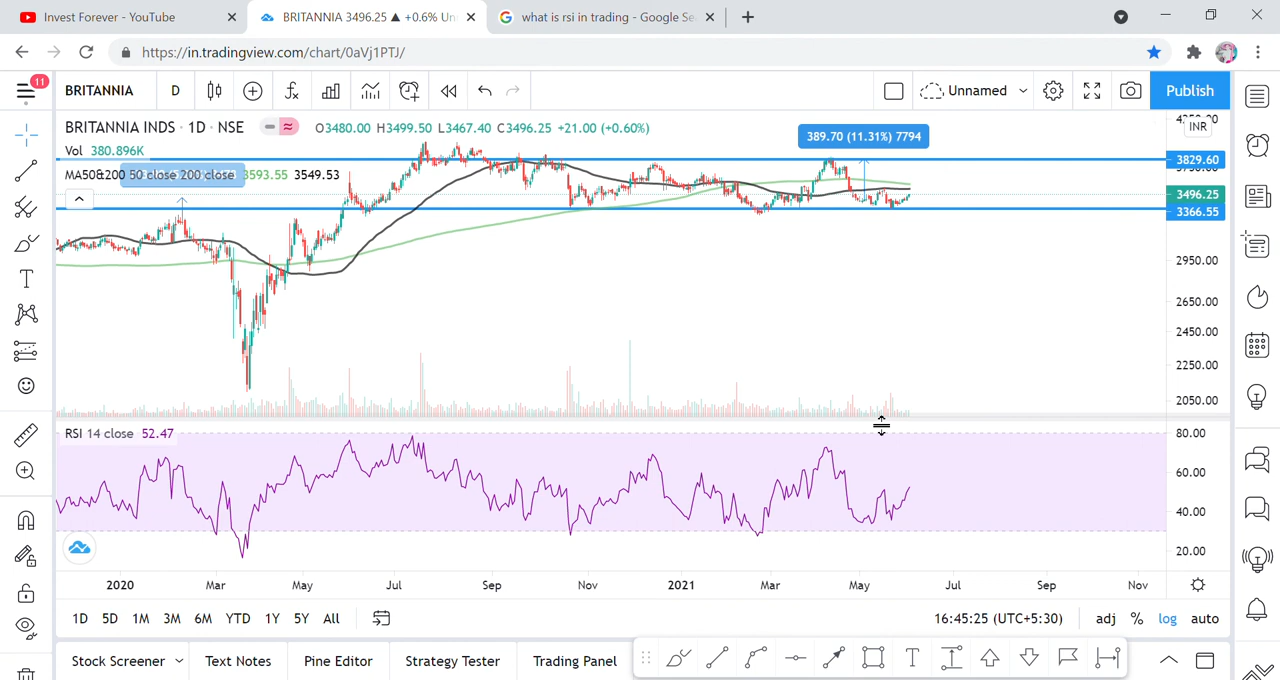 Invest Forever - YouTube
BRITANNIA 3496.25 ▲ +0.6% Un
what is rsi in trading - Google Se
https://in.tradingview.com/chart/0aVj1PTJ/
11
BRITANNIA
D
Unnamed
Publish
BRITANNIA INDS · 1D · NSE
O3480.00 H3499.50 L3467.40 C3496.25 +21.00 (+0.60%)
INR
Vol 380.896K
389.70 (11.31%) 7794
3829.60
MA50&200 50 close 200 close 3593.55 3549.53
3496.25
3366.55
2950.00
2650.00
2450.00
2250.00
2050.00
RSI 14 close 52.47
80.00
60.00
40.00
20.00
2020 Mar May Jul Sep Nov 2021 Mar May Jul Sep Nov
1D 5D 1M 3M 6M YTD 1Y 5Y All
16:45:25 (UTC+5:30)
adj % log auto
Stock Screener Text Notes Pine Editor Strategy Tester Trading Panel